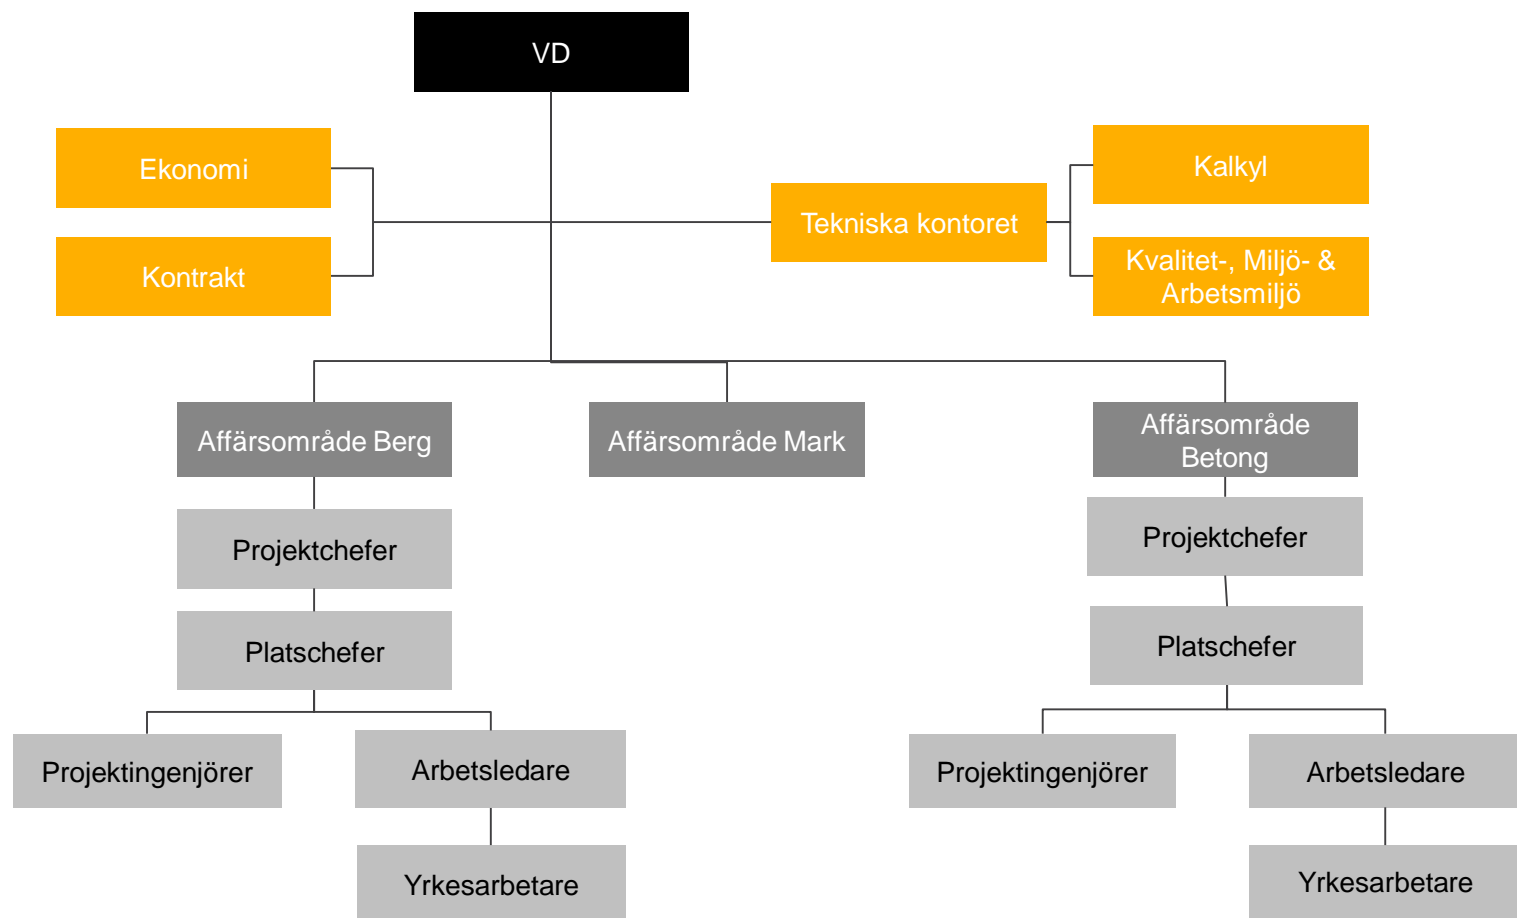 VD
Ekonomi
Kalkyl
Tekniska kontoret
Kontrakt
Kvalitet-, Miljö- &
Arbetsmiljö
Affärsområde Berg
Affärsområde Mark
Affärsområde
Betong
Projektchefer
Projektchefer
Platschefer
Platschefer
Projektingenjörer
Arbetsledare
Projektingenjörer
Arbetsledare
Yrkesarbetare
Yrkesarbetare